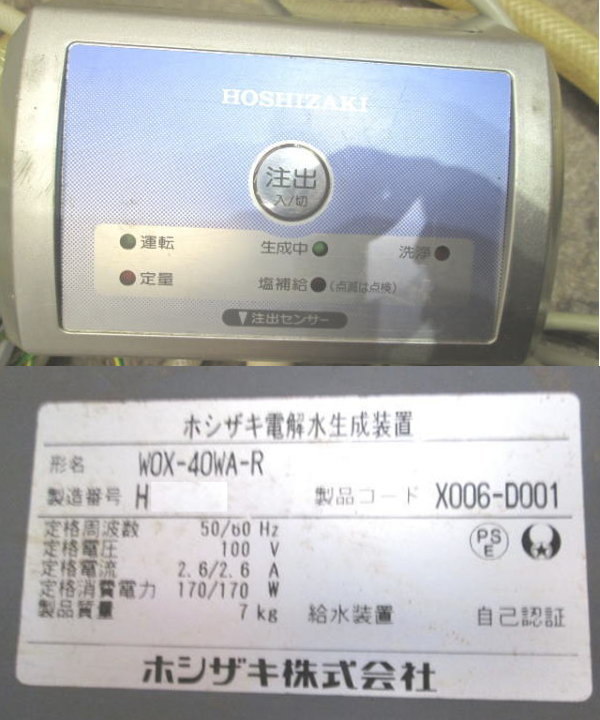 HOSHIZAKI
注出
入/切
運転 生成中 洗浄
定量 塩補給 (点滅は点検)
▼注出センサー
ホシザキ電解水生成装置
形名 WOX-40WA-R
製造番号 H 製品コード X006-D001
定格周波数 50/60 Hz
定格電圧 100 V
定格電流 2.6/2.6 A
定格消費電力 170/170 W
製品質量 7 kg 給水装置 自己認証
PS
E
ホシザキ株式会社